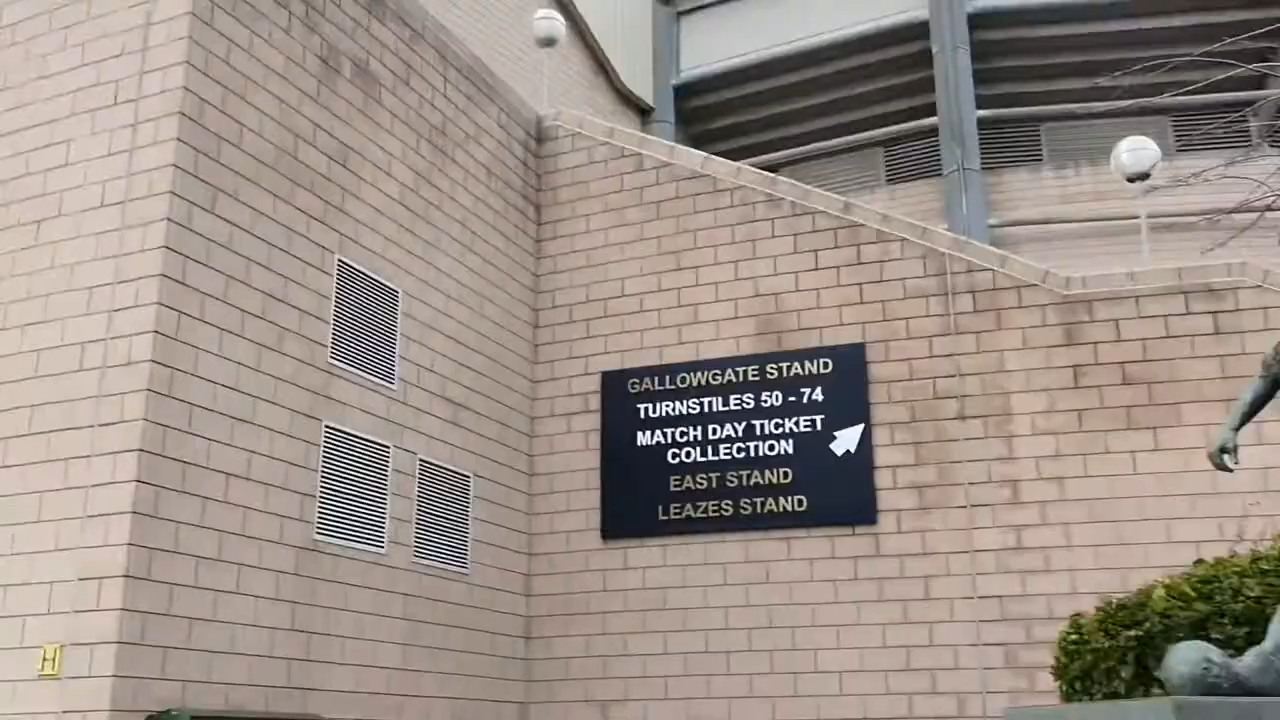 GALLOWGATE STAND
TURNSTILES 50 - 74
MATCH DAY TICKET
COLLECTION
EAST STAND
LEAZES STAND
H